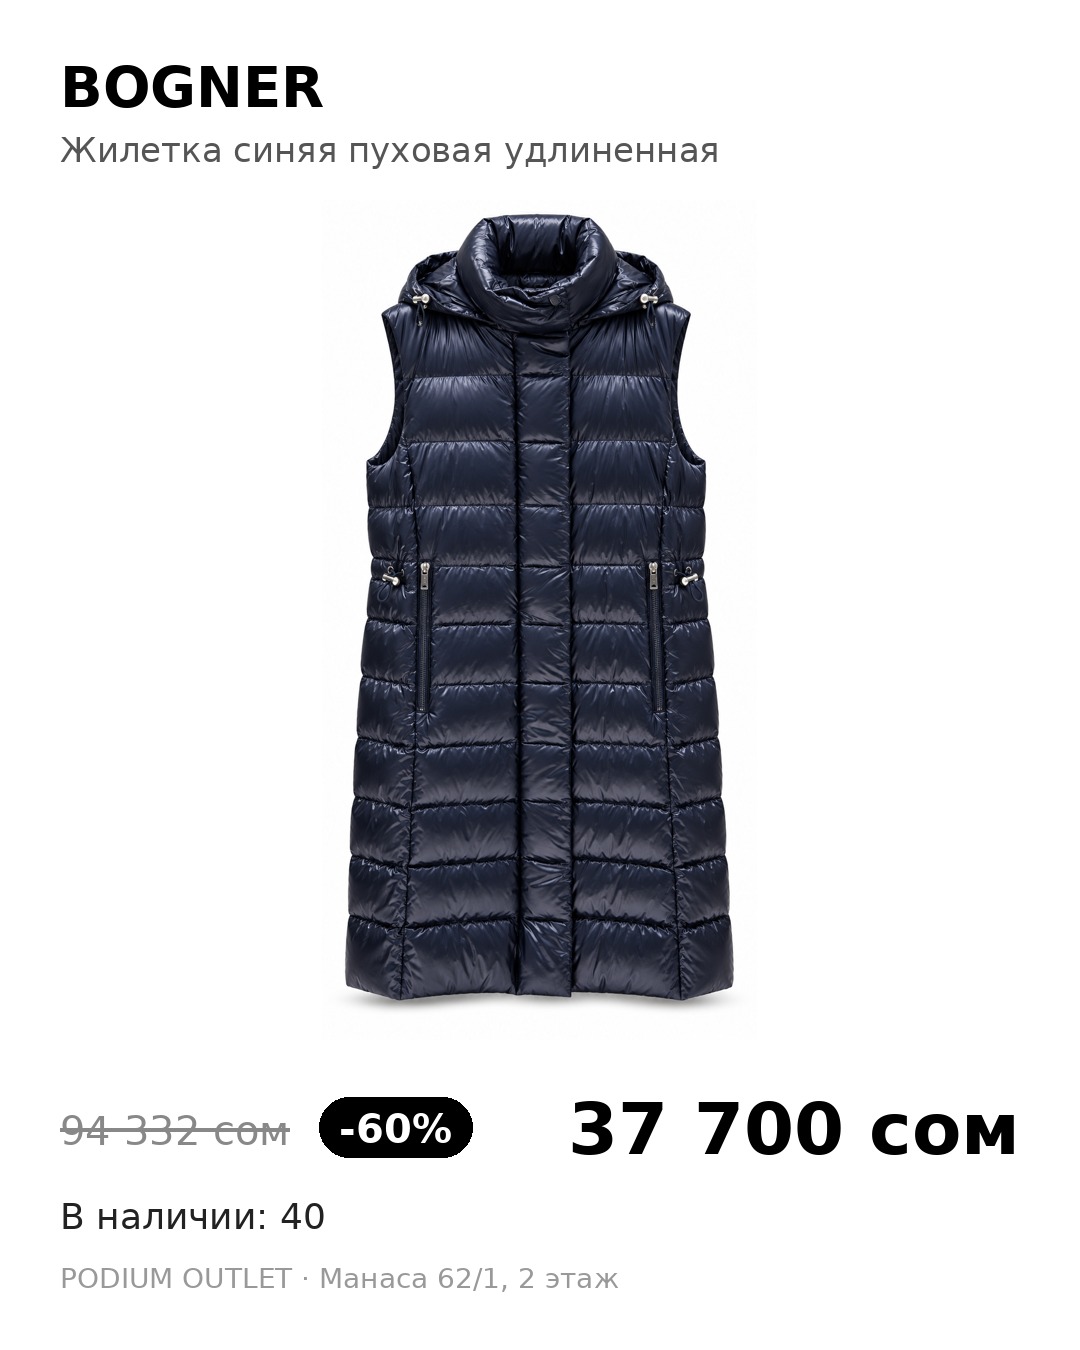 BOGNER
Жилетка синяя пуховая удлиненная
94 332 сом -60% 37 700 сом
В наличии: 40
PODIUM OUTLET · Манаса 62/1, 2 этаж